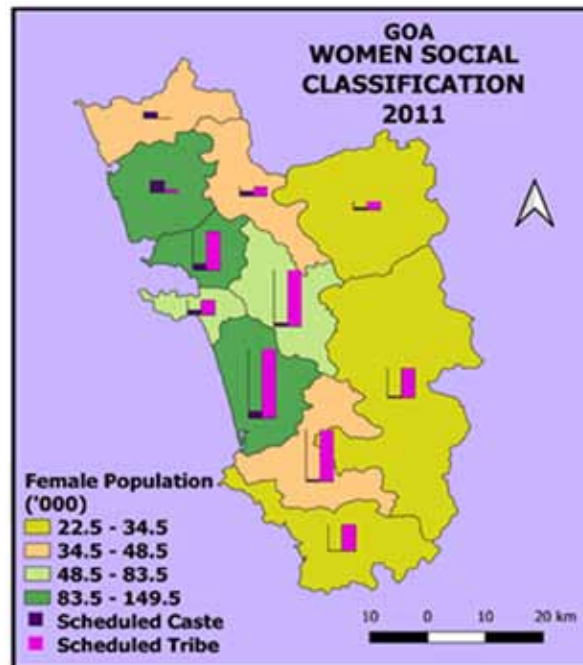 GOA
WOMEN SOCIAL
CLASSIFICATION
2011
Female Population
('000)
22.5 - 34.5
34.5 - 48.5
48.5 - 83.5
83.5 - 149.5
Scheduled Caste
Scheduled Tribe
10 0 10 20 km